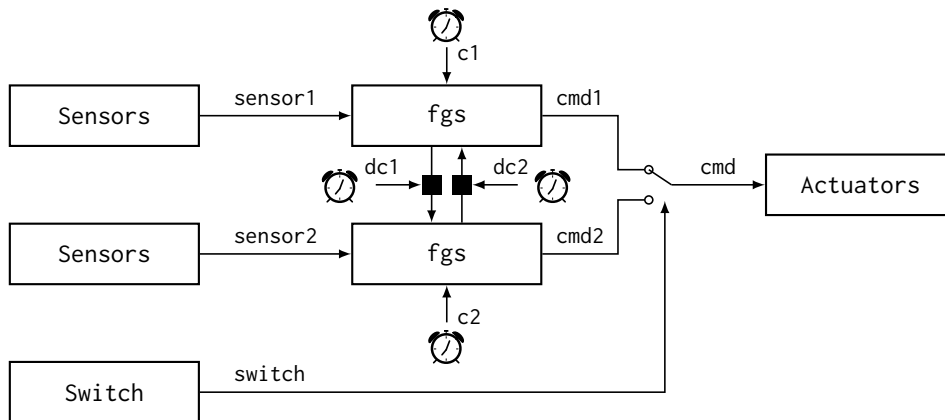 c1
Sensors
sensor1
fgs
cmd1
dc1
dc2
cmd
Actuators
Sensors
sensor2
fgs
cmd2
c2
Switch
switch